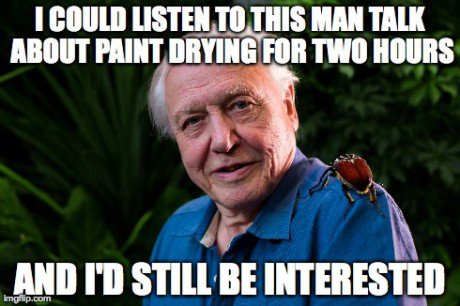 I COULD LISTEN TO THIS MAN TALK
ABOUT PAINT DRYING FOR TWO HOURS
AND I'D STILL BE INTERESTED
imgflip.com